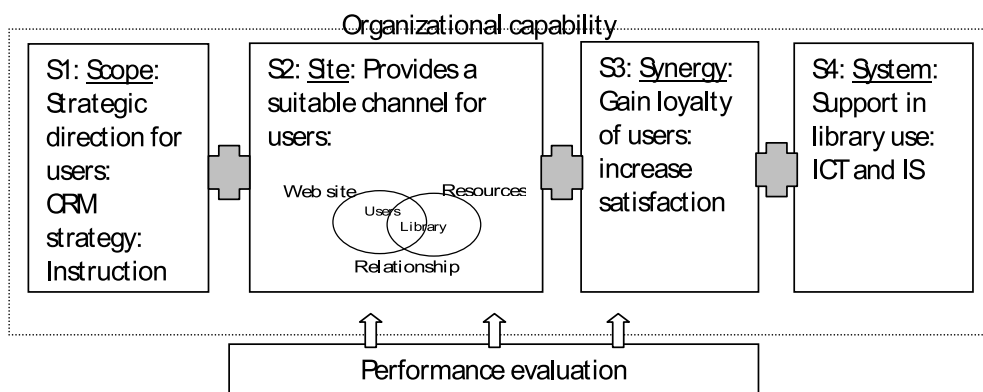 Organizational capability
S1: Scope:
Strategic
direction for
users:
CRM
strategy:
Instruction
S2: Site: Provides a
suitable channel for
users:
Web site
Resources
Users
Library
Relationship
S3: Synergy:
Gain loyalty
of users:
increase
satisfaction
S4: System:
Support in
library use:
ICT and IS
Performance evaluation